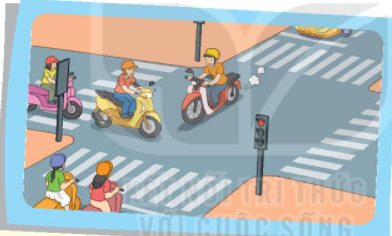 KẾT NỐI TRI THỨC
VỚI CUỘC SỐNG